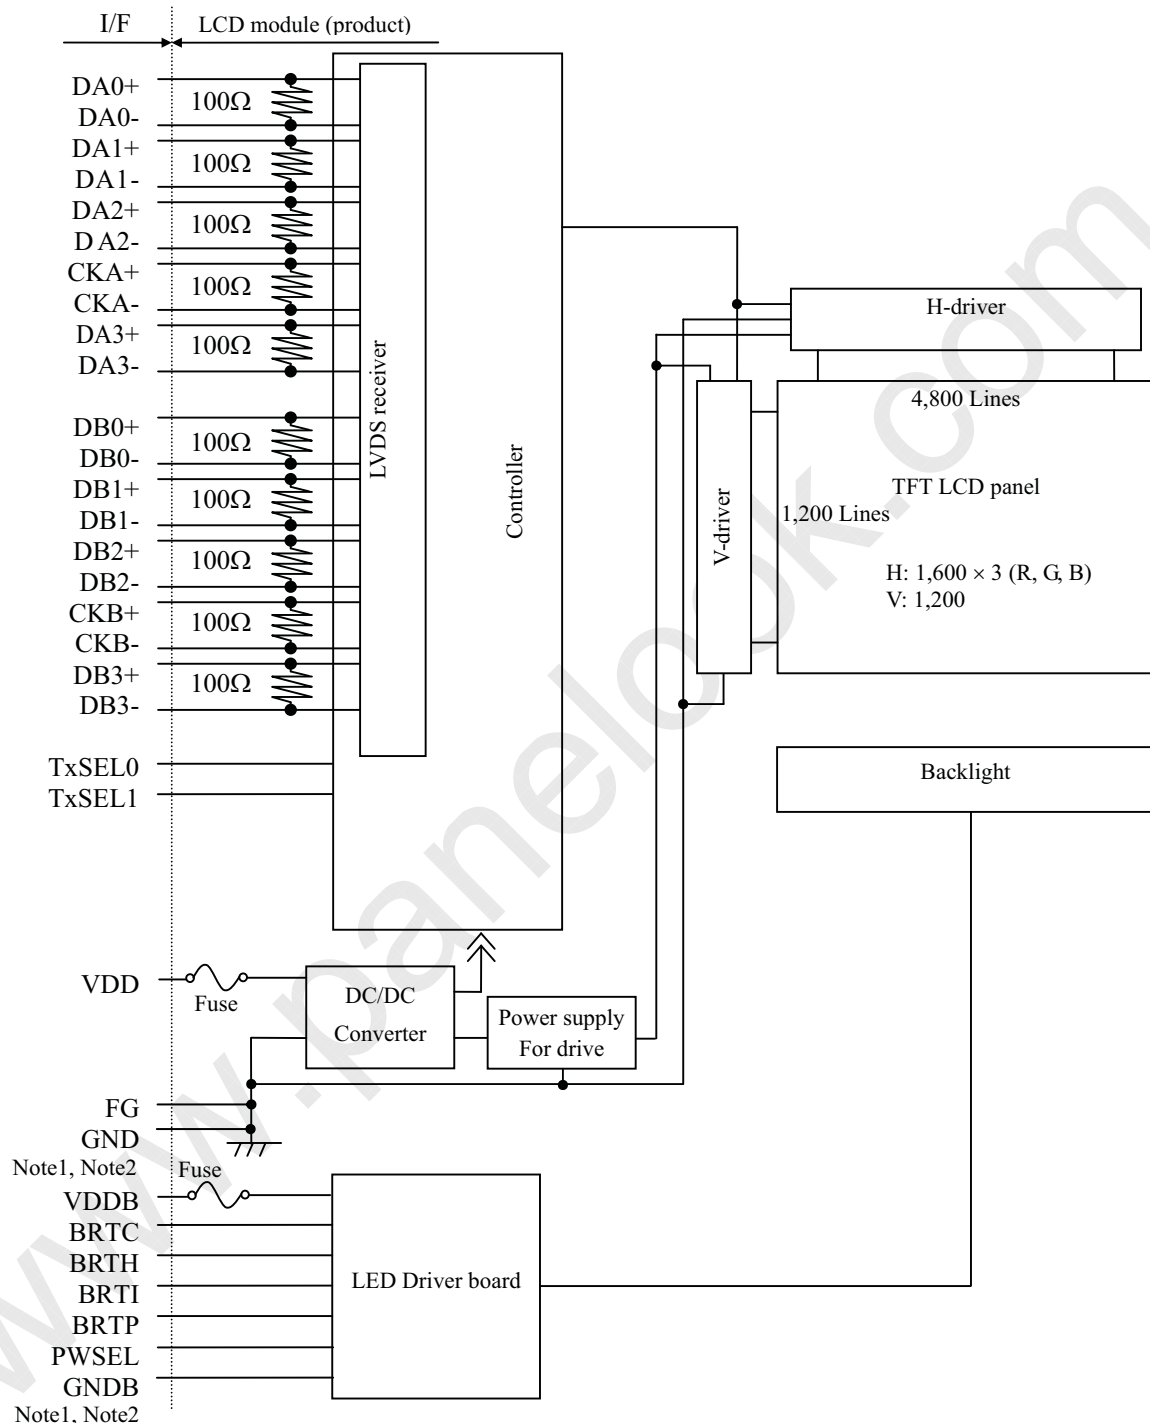 I/F
LCD module (product)
DA0+
100Ω
DA0-
DA1+
100Ω
DA1-
DA2+
100Ω
DA2-
CKA+
100Ω
CKA-
DA3+
100Ω
DA3-
DB0+
100Ω
DB0-
DB1+
100Ω
DB1-
DB2+
100Ω
DB2-
CKB+
100Ω
CKB-
DB3+
100Ω
DB3-
TxSEL0
TxSEL1
LVDS receiver
Controller
H-driver
4,800 Lines
TFT LCD panel
1,200 Lines
V-driver
H: 1,600 × 3 (R, G, B)
V: 1,200
Backlight
VDD
Fuse
DC/DC
Converter
Power supply
For drive
FG
GND
Note1, Note2
Fuse
VDDB
BRTC
BRTH
BRTI
BRTP
PWSEL
GNDB
Note1, Note2
LED Driver board
www.panelook.com